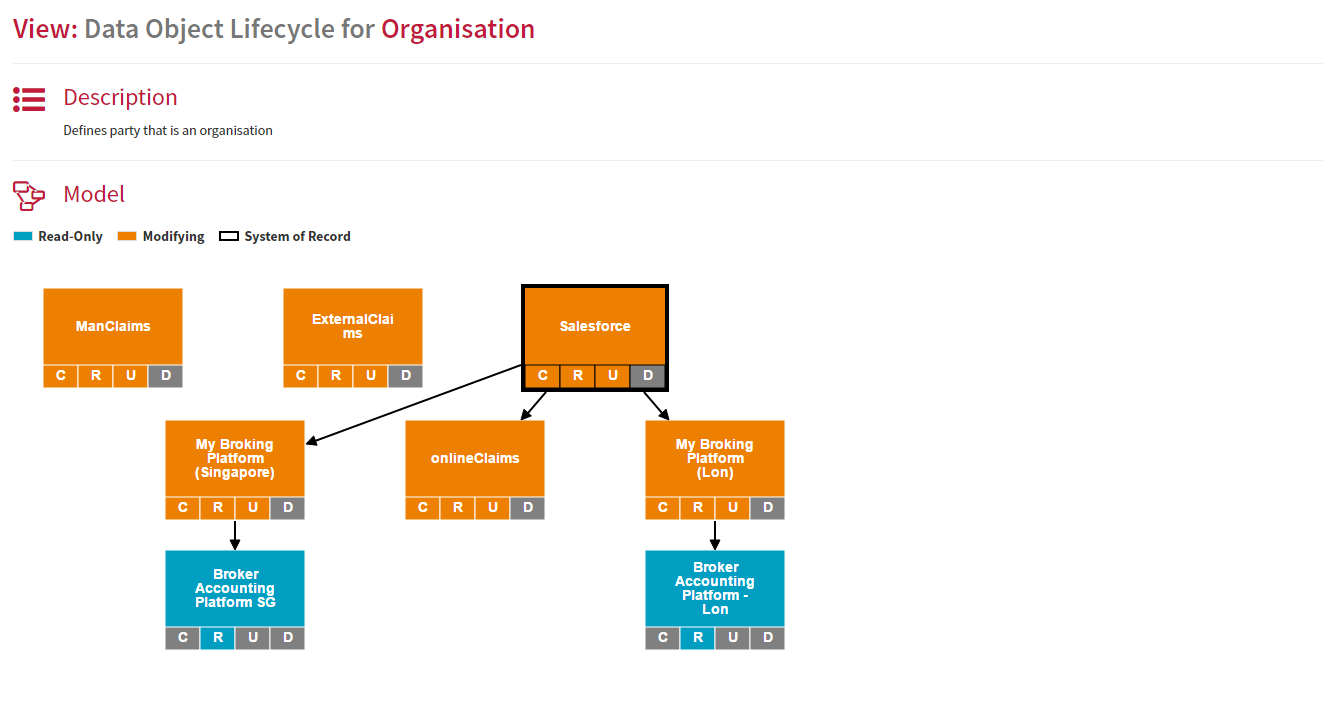 View: Data Object Lifecycle for Organisation
Description
Defines party that is an organisation
Model
Read-Only Modifying System of Record
ManClaims
C R U D
ExternalClai
ms
C R U D
Salesforce
C R U D
My Broking
Platform
(Singapore)
C R U D
onlineClaims
C R U D
My Broking
Platform
(Lon)
C R U D
Broker
Accounting
Platform SG
C R U D
Broker
Accounting
Platform -
Lon
C R U D